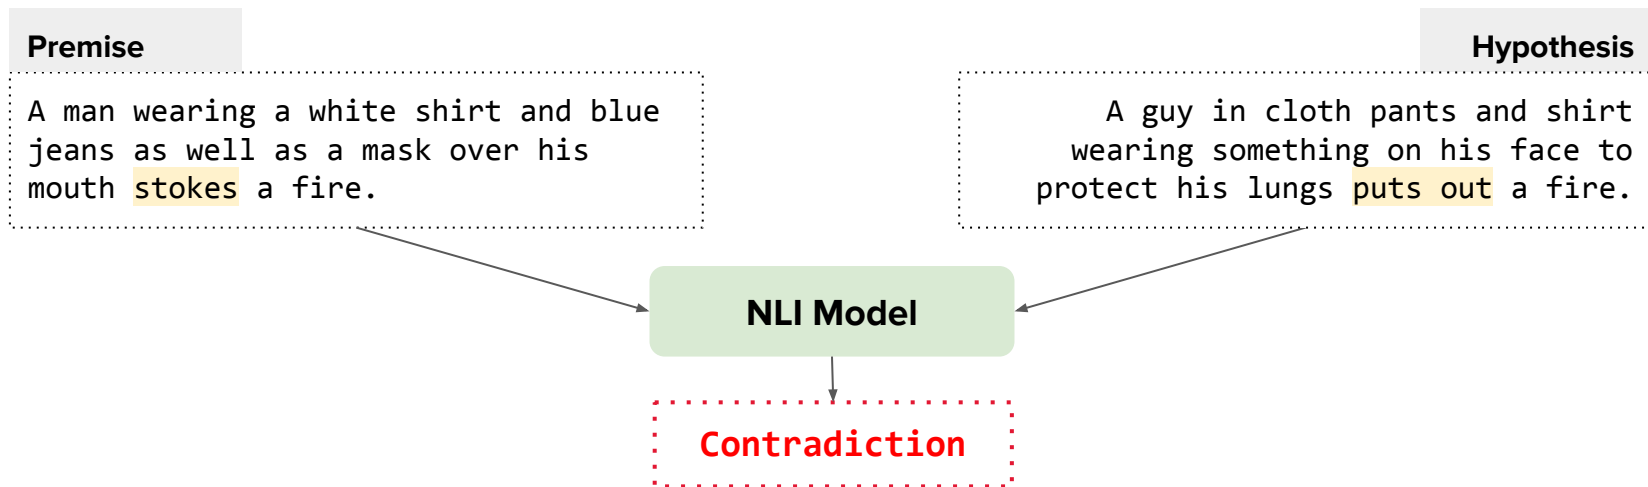 Premise
A man wearing a white shirt and blue
jeans as well as a mask over his
mouth stokes a fire.
Hypothesis
A guy in cloth pants and shirt
wearing something on his face to
protect his lungs puts out a fire.
NLI Model
Contradiction